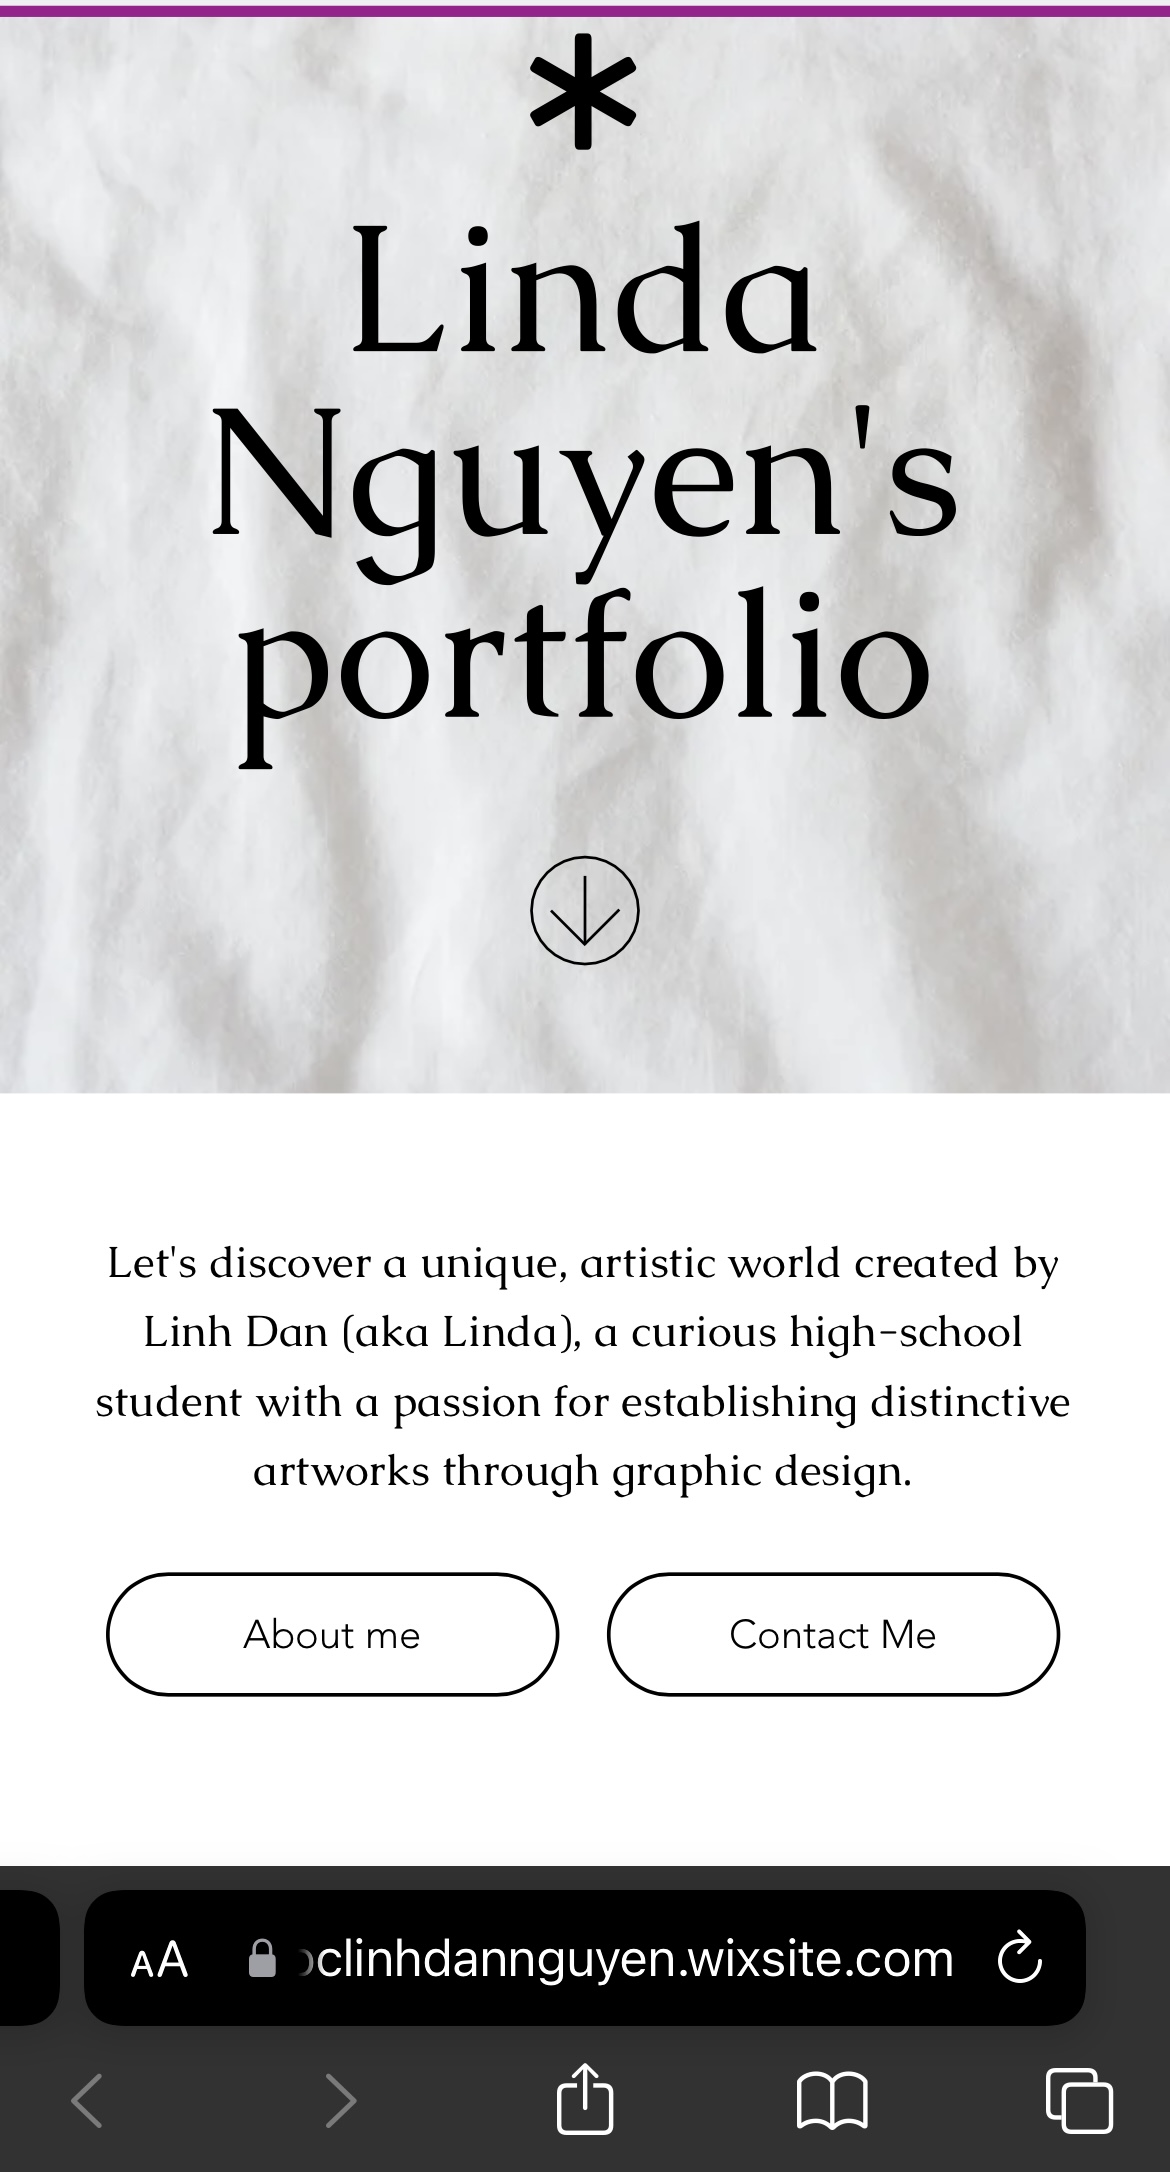 Linda
Nguyen's
portfolio
Let's discover a unique, artistic world created by
Linh Dan (aka Linda), a curious high-school
student with a passion for establishing distinctive
artworks through graphic design.
About me
Contact Me
AA
clinhdannguyen.wixsite.com